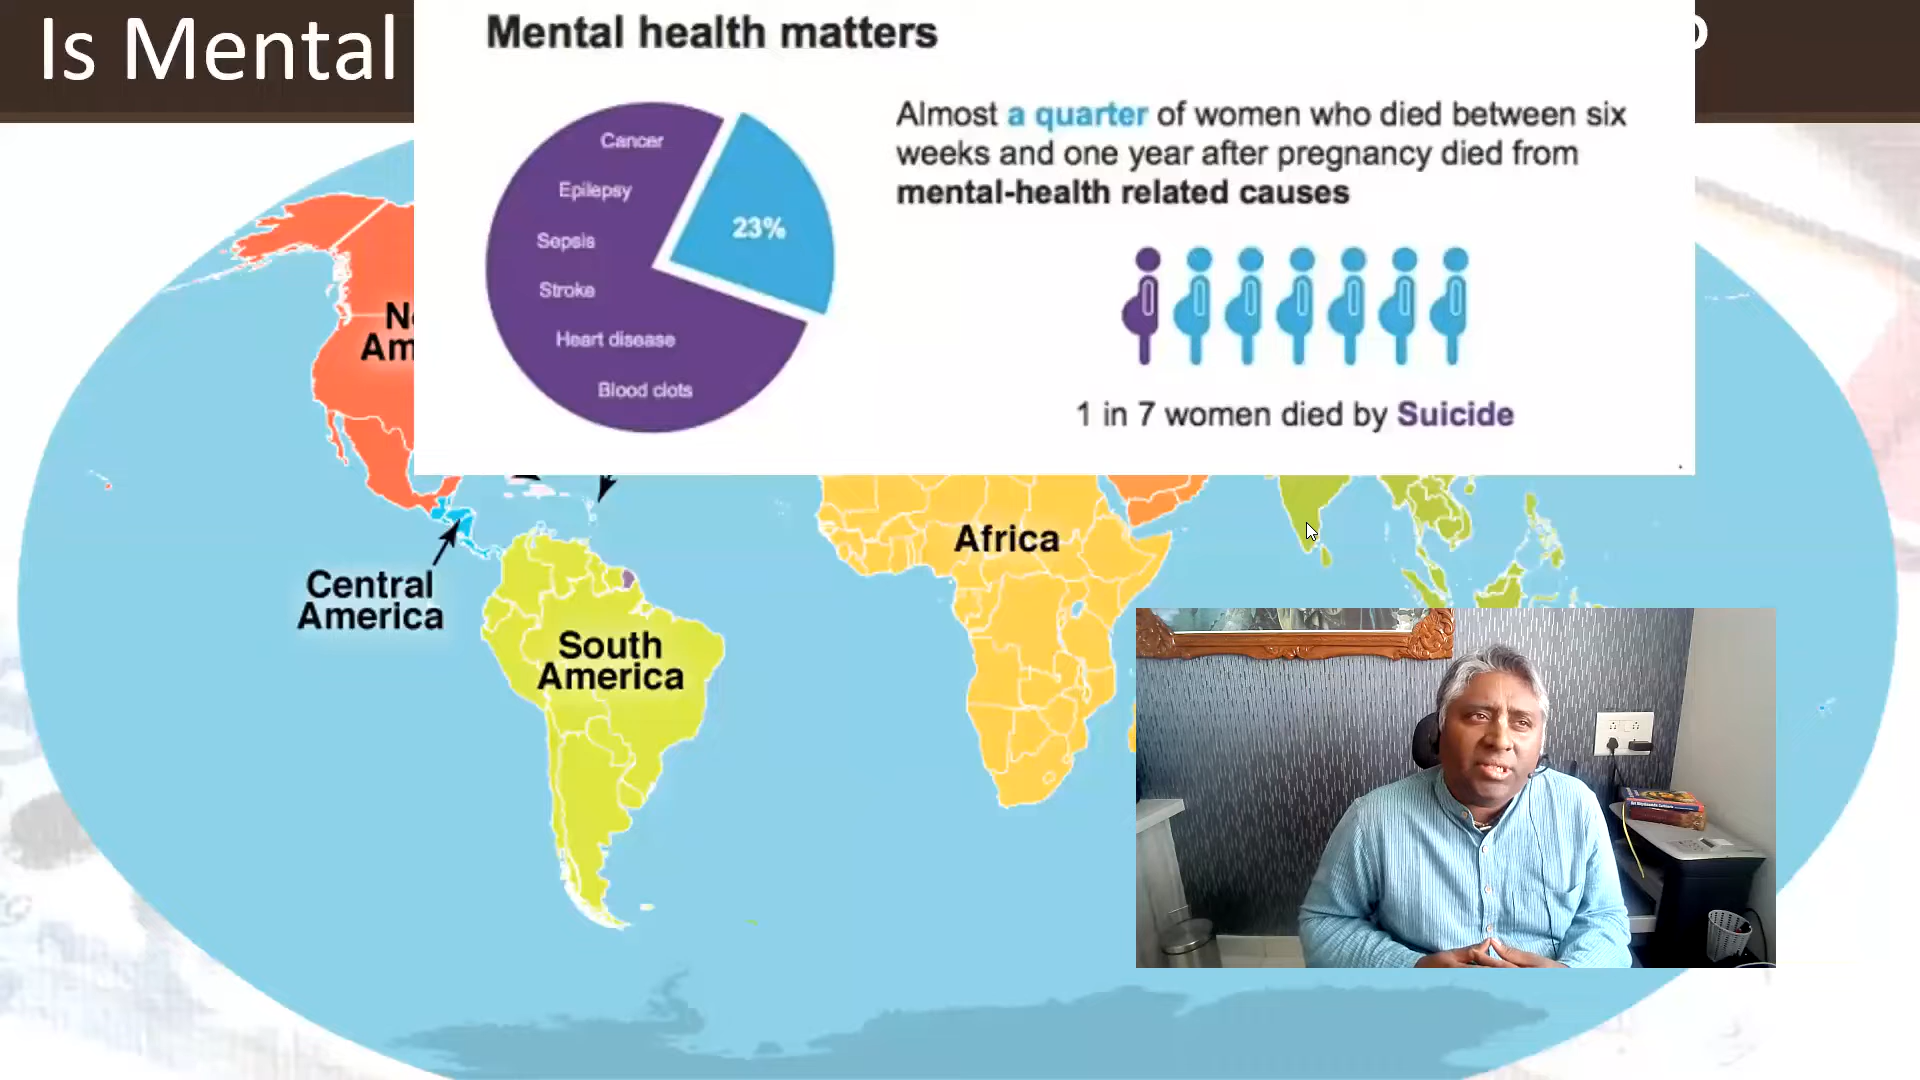 Is Mental
Mental health matters
Cancer
Epilepsy
Sepsis
Stroke
Heart disease
Blood clots
23%
Almost a quarter of women who died between six
weeks and one year after pregnancy died from
mental-health related causes
1 in 7 women died by Suicide
Am
Central
America
South
America
Africa